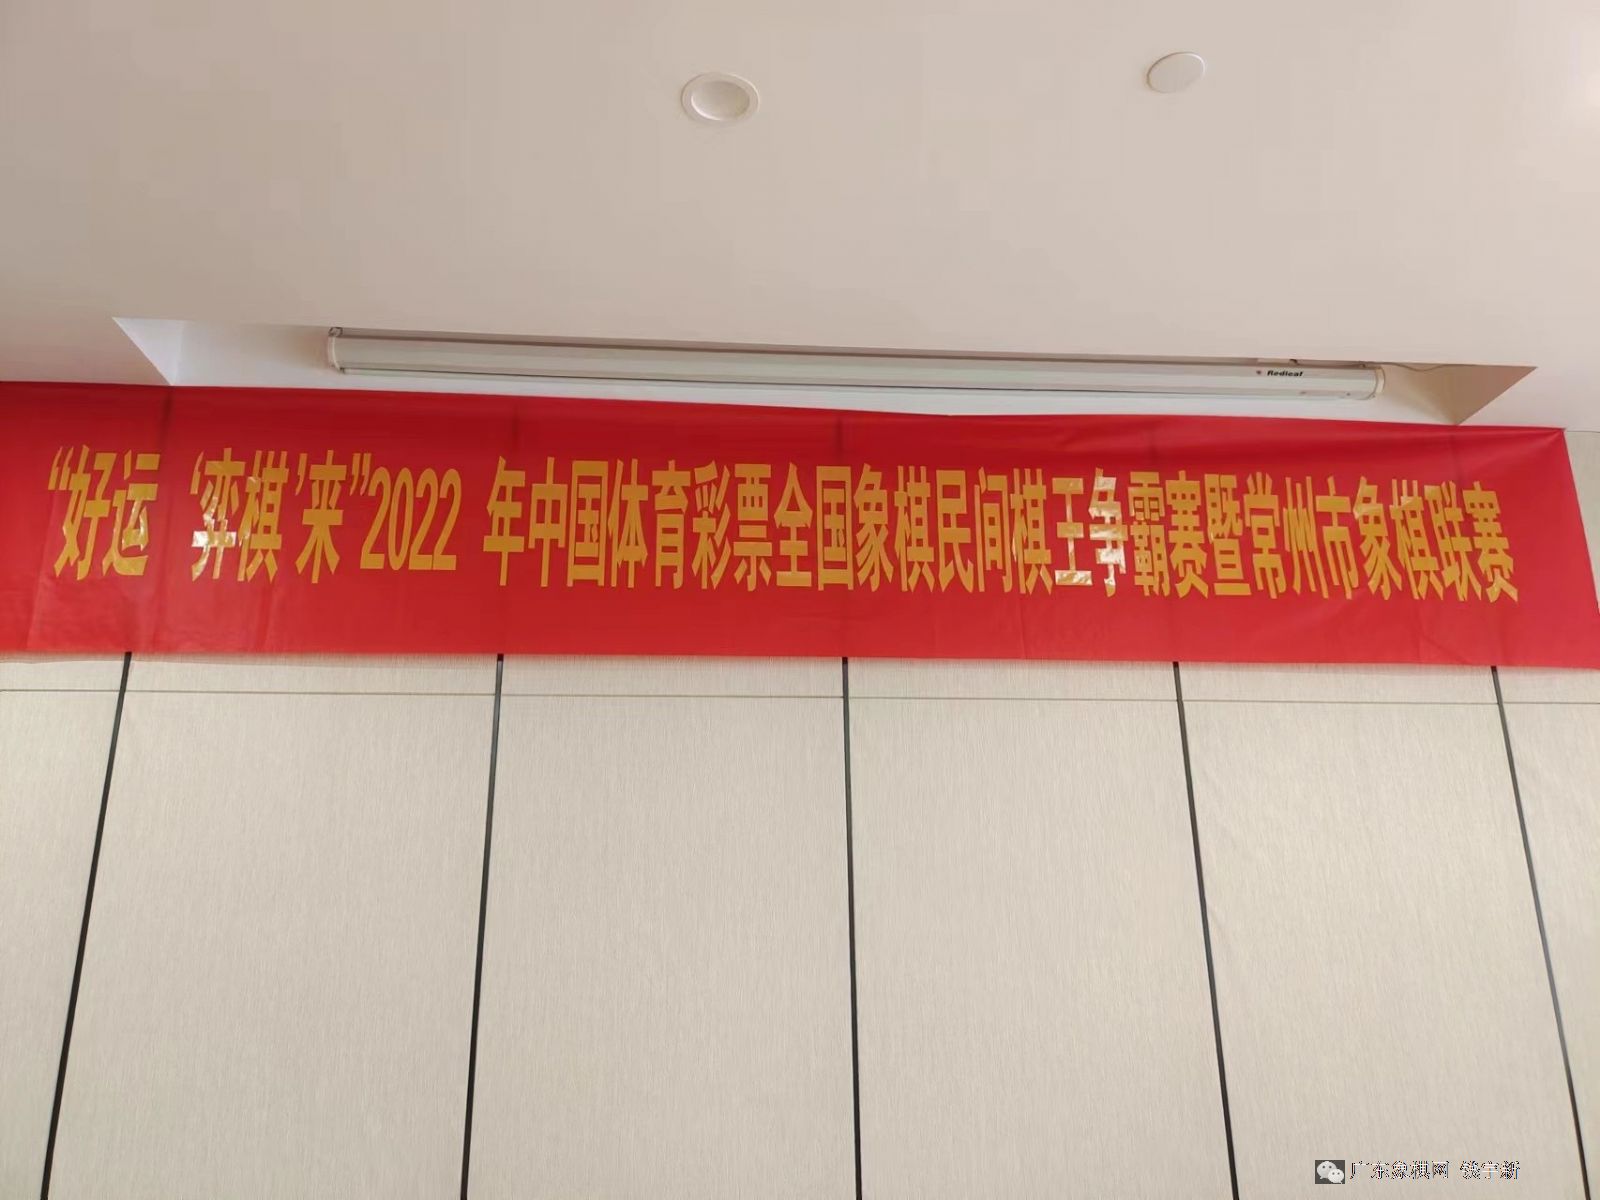 Redleaf
“好运‘弈棋’来”2022 年中国体育彩票全国象棋民间棋王争霸赛暨常州市象棋联赛
广东象棋网 钱宇新